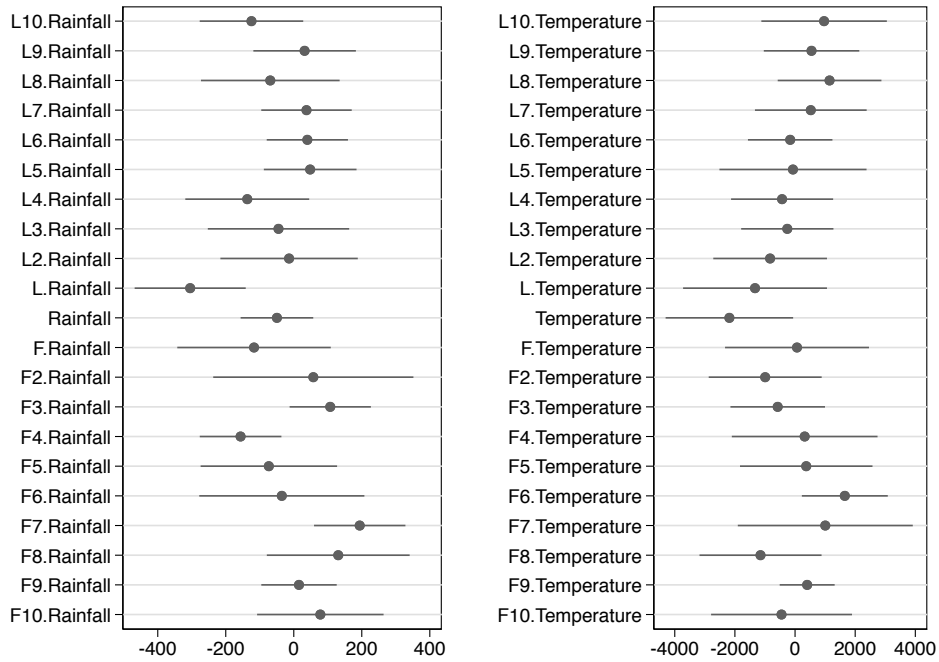 L10.Rainfall
L9.Rainfall
L8.Rainfall
L7.Rainfall
L6.Rainfall
L5.Rainfall
L4.Rainfall
L3.Rainfall
L2.Rainfall
L.Rainfall
Rainfall
F.Rainfall
F2.Rainfall
F3.Rainfall
F4.Rainfall
F5.Rainfall
F6.Rainfall
F7.Rainfall
F8.Rainfall
F9.Rainfall
F10.Rainfall
-400 -200 0 200 400
L10.Temperature
L9.Temperature
L8.Temperature
L7.Temperature
L6.Temperature
L5.Temperature
L4.Temperature
L3.Temperature
L2.Temperature
L.Temperature
Temperature
F.Temperature
F2.Temperature
F3.Temperature
F4.Temperature
F5.Temperature
F6.Temperature
F7.Temperature
F8.Temperature
F9.Temperature
F10.Temperature
-4000 -2000 0 2000 4000